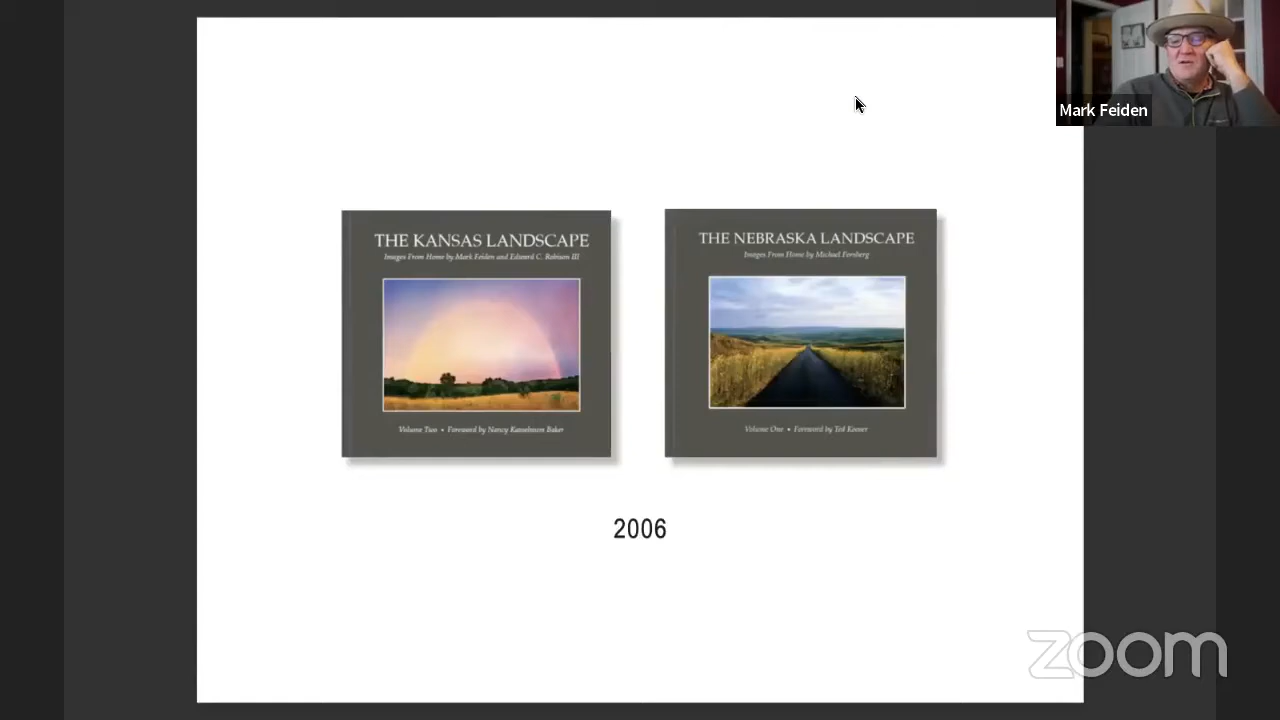 Mark Feiden
THE KANSAS LANDSCAPE
Images From Home by Mark Feiden and Edward C. Robison III
Volume Two • Foreword by Nancy Kassebaum Baker
THE NEBRASKA LANDSCAPE
Images From Home by Michael Forsberg
Volume One • Foreword by Ted Kooser
2006
zoom